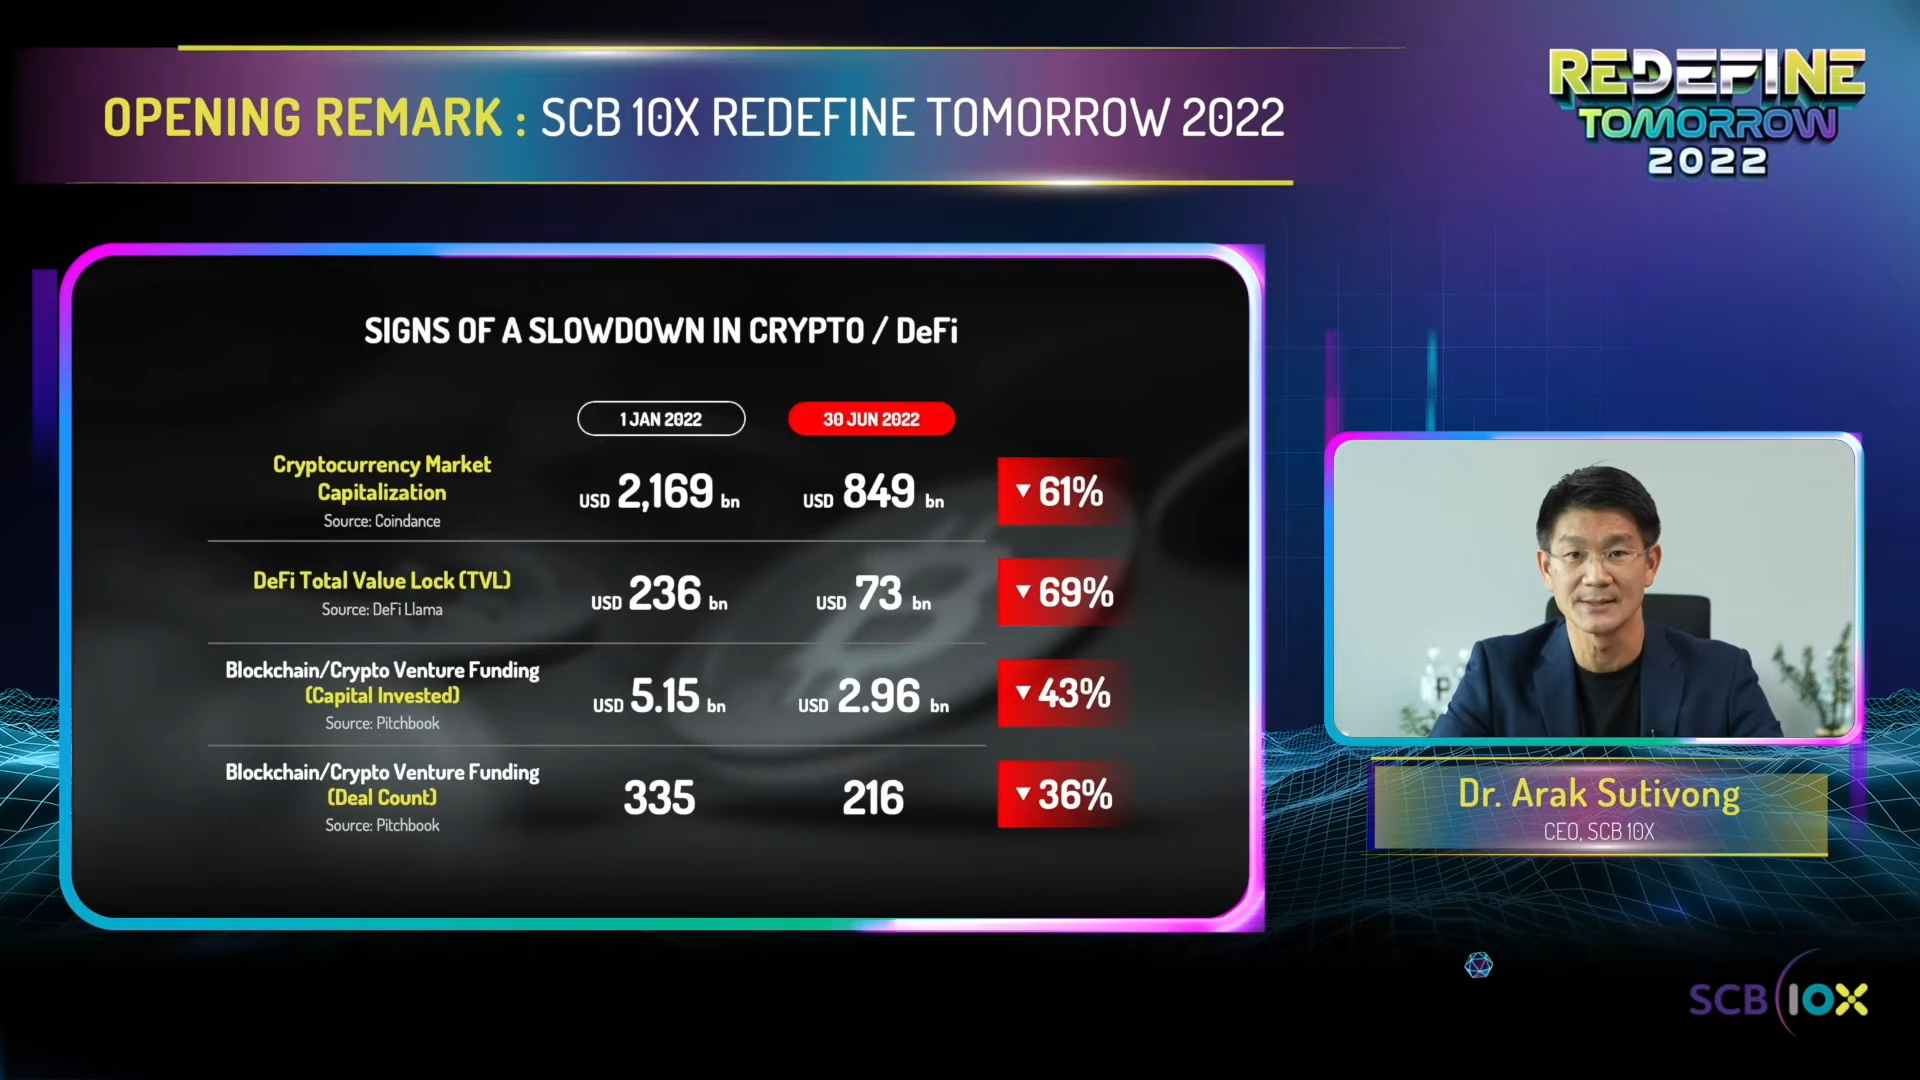 OPENING REMARK : SCB 10X REDEFINE TOMORROW 2022
REDEFINE
TOMORROW
2022
SIGNS OF A SLOWDOWN IN CRYPTO / DeFi
1 JAN 2022
30 JUN 2022
Cryptocurrency Market
Capitalization
Source: Coindance
USD 2,169 bn
USD 849 bn
▼ 61%
DeFi Total Value Lock (TVL)
Source: DeFi Llama
USD 236 bn
USD 73 bn
▼ 69%
Blockchain/Crypto Venture Funding
(Capital Invested)
Source: Pitchbook
USD 5.15 bn
USD 2.96 bn
▼ 43%
Blockchain/Crypto Venture Funding
(Deal Count)
Source: Pitchbook
335
216
▼ 36%
Dr. Arak Sutivong
CEO, SCB 10X
SCB 10X